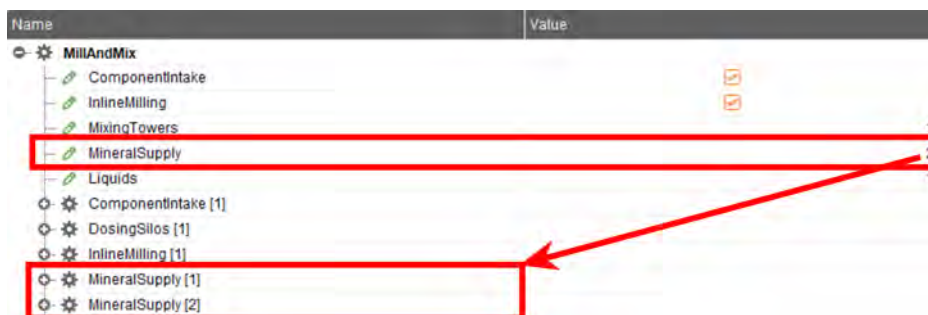 Name Value
MillAndMix
ComponentIntake
InlineMilling
MixingTowers
MineralSupply
Liquids
ComponentIntake [1]
DosingSilos [1]
InlineMilling [1]
MineralSupply [1]
MineralSupply [2]